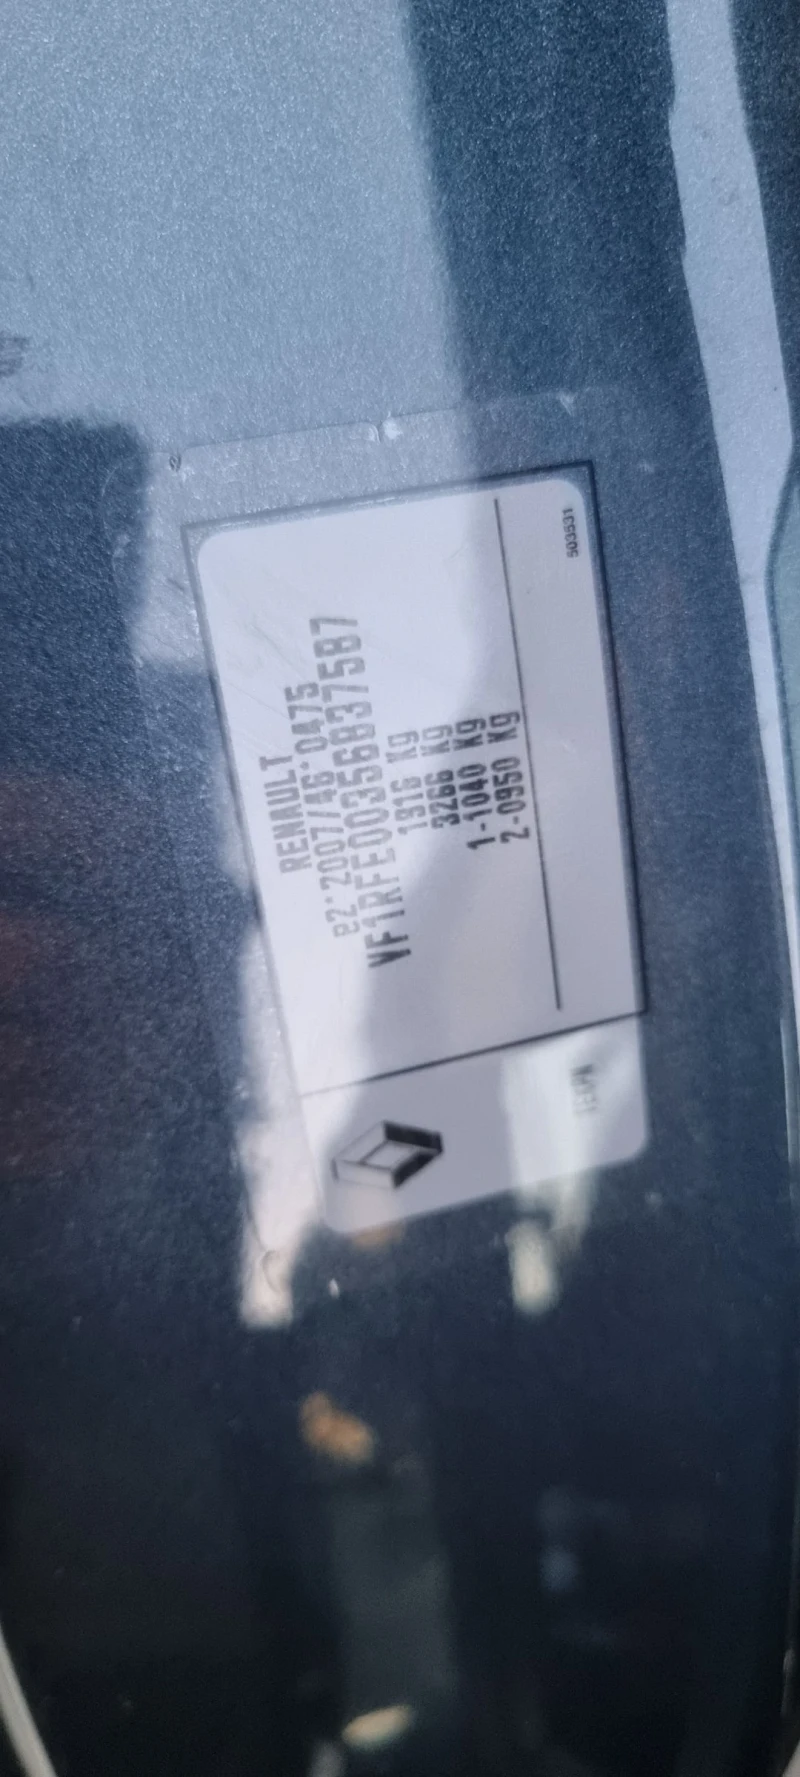 RENAULT
e2*2007/46*0475
VF1RFE00356837587
1916 Kg
3266 Kg
1-1040 Kg
2-0950 Kg
503531